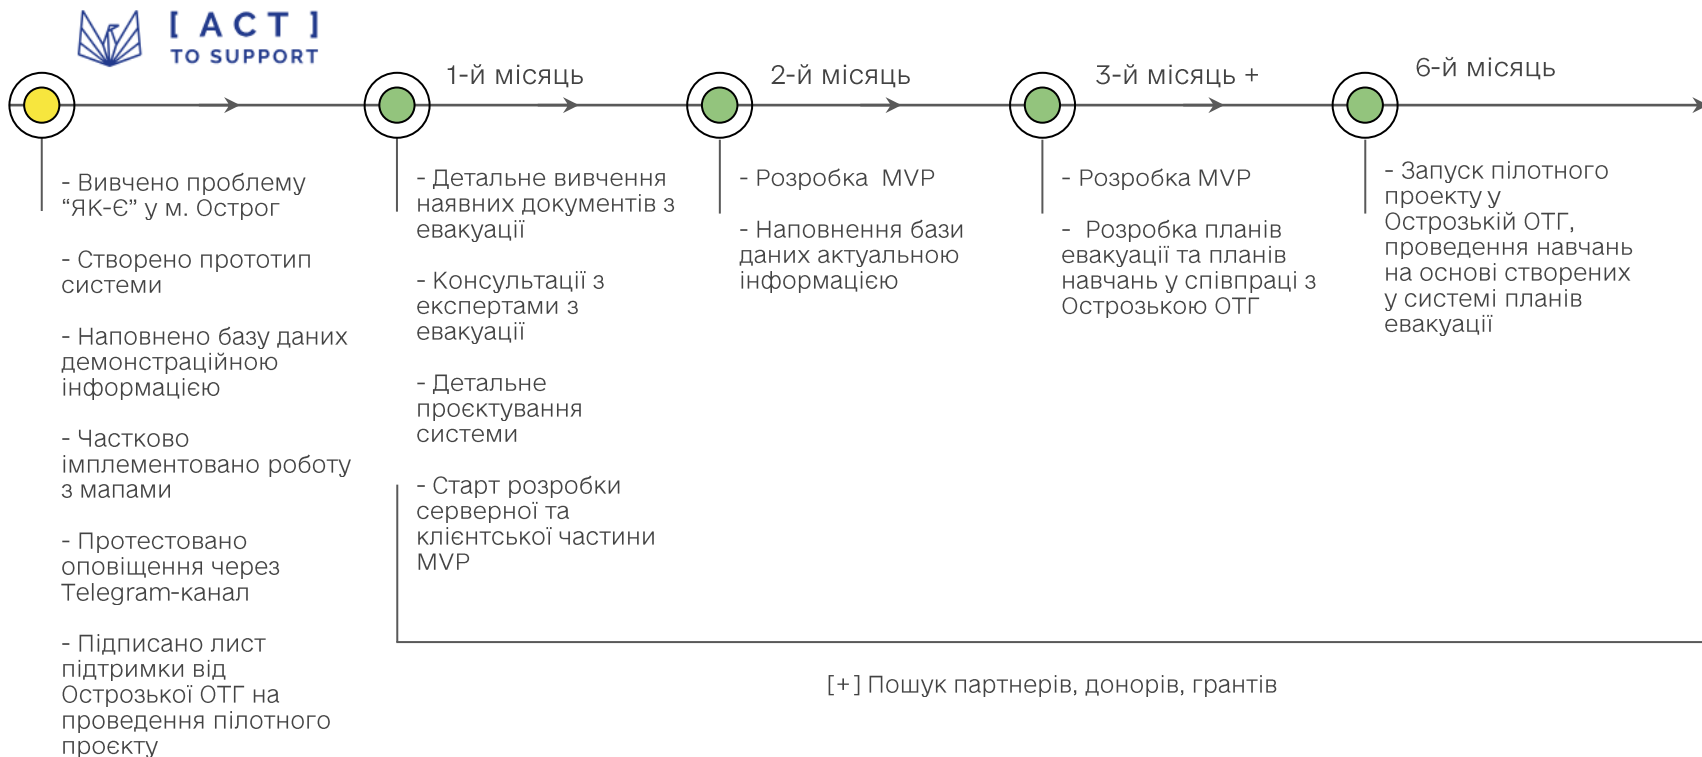 [ ACT ]
TO SUPPORT
1-й місяць
2-й місяць
3-й місяць +
6-й місяць
- Вивчено проблему
“ЯК-Є” у м. Острог
- Створено прототип
системи
- Наповнено базу даних
демонстраційною
інформацією
- Частково
імплементовано роботу
з мапами
- Протестовано
оповіщення через
Telegram-канал
- Підписано лист
підтримки від
Острозької ОТГ на
проведення пілотного
проєкту
- Детальне вивчення
наявних документів з
евакуації
- Консультації з
експертами з
евакуації
- Детальне
проєктування
системи
- Старт розробки
серверної та
клієнтської частини
MVP
- Розробка  MVP
- Наповнення бази
даних актуальною
інформацією
- Розробка MVP
-  Розробка планів
евакуації та планів
навчань у співпраці з
Острозькою ОТГ
- Запуск пілотного
проекту у
Острозькій ОТГ,
проведення навчань
на основі створених
у системі планів
евакуації
[+] Пошук партнерів, донорів, грантів